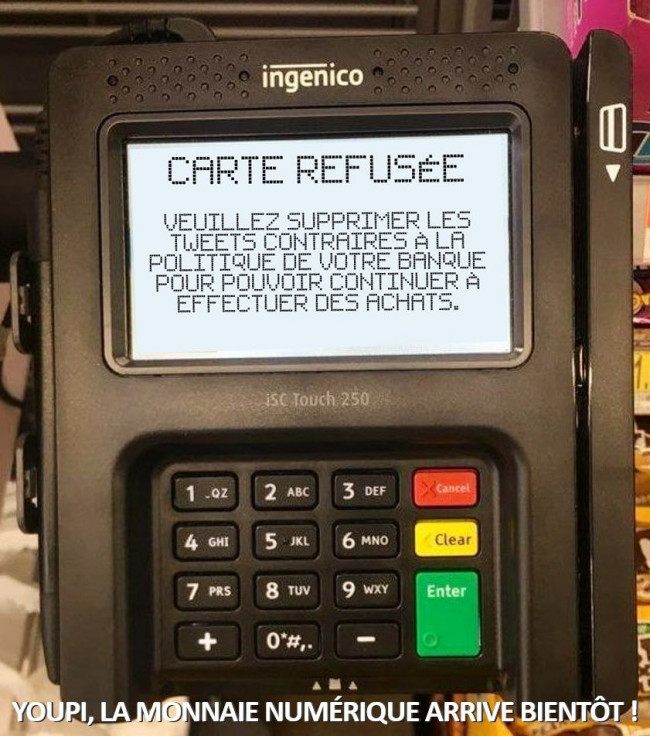 ingenico
CARTE REFUSéE
VEUILLEZ SUPPRIMER LES
TWEETS CONTRAIRES À LA
POLITIQUE DE VOTRE BANQUE
POUR POUVOIR CONTINUER À
EFFECTUER DES ACHATS.
iSC Touch 250
1 -QZ 2 ABC 3 DEF Cancel
4 GHI 5 JKL 6 MNO Clear
7 PRS 8 TUV 9 WXY Enter
+ 0*#,. -
YOUPI, LA MONNAIE NUMÉRIQUE ARRIVE BIENTÔT !